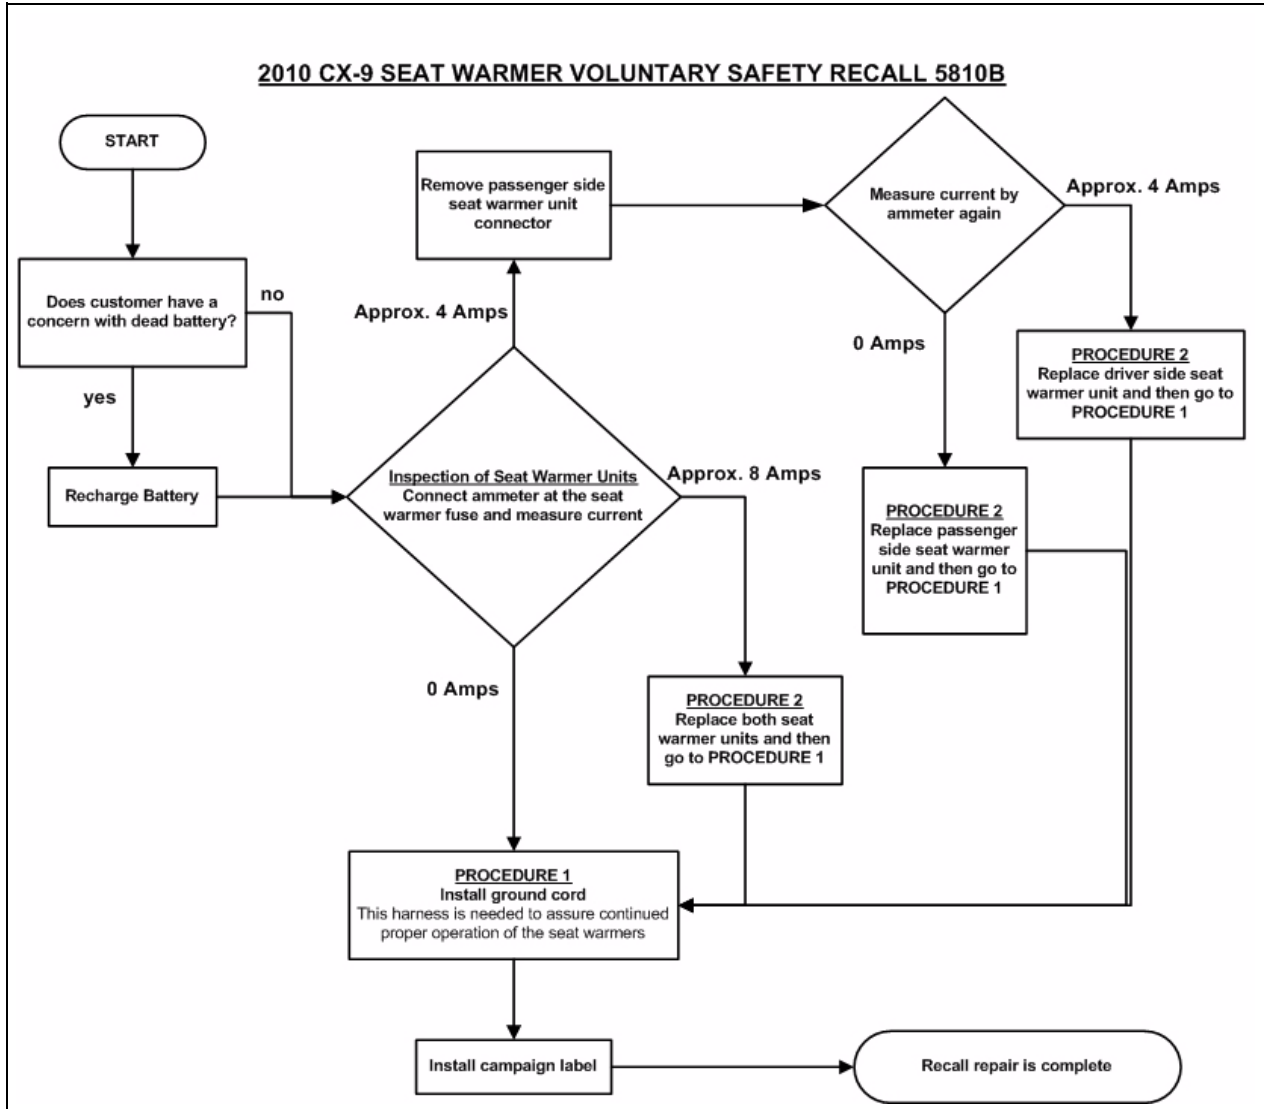 2010 CX-9 SEAT WARMER VOLUNTARY SAFETY RECALL 5810B
START
Does customer have a
concern with dead battery?
no
yes
Recharge Battery
Inspection of Seat Warmer Units
Connect ammeter at the seat
warmer fuse and measure current
Approx. 4 Amps
Remove passenger side
seat warmer unit
connector
Measure current by
ammeter again
Approx. 4 Amps
PROCEDURE 2
Replace driver side seat
warmer unit and then go to
PROCEDURE 1
0 Amps
PROCEDURE 2
Replace passenger
side seat warmer
unit and then go to
PROCEDURE 1
Approx. 8 Amps
PROCEDURE 2
Replace both seat
warmer units and then
go to PROCEDURE 1
0 Amps
PROCEDURE 1
Install ground cord
This harness is needed to assure continued
proper operation of the seat warmers
Install campaign label
Recall repair is complete